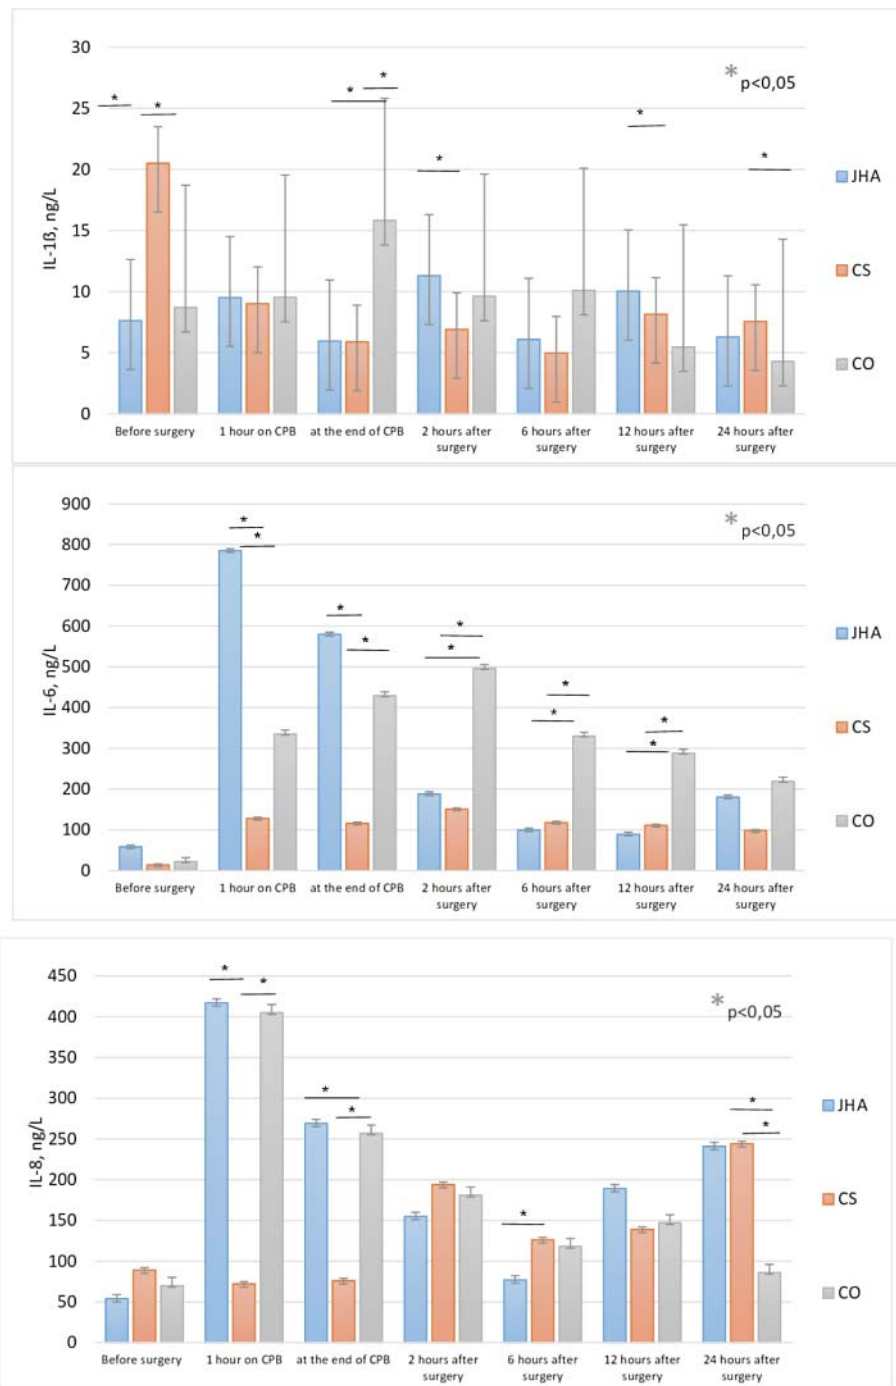 30
25
20
15
10
5
0
IL-1ß, ng/L
* * * * * * *
* p<0,05
JHA
CS
CO
Before surgery 1 hour on CPB at the end of CPB 2 hours after surgery 6 hours after surgery 12 hours after surgery 24 hours after surgery
900
800
700
600
500
400
300
200
100
0
IL-6, ng/L
* * * * * * * * * *
* p<0,05
JHA
CS
CO
Before surgery 1 hour on CPB at the end of CPB 2 hours after surgery 6 hours after surgery 12 hours after surgery 24 hours after surgery
450
400
350
300
250
200
150
100
50
0
IL-8, ng/L
* * * * * * *
* p<0,05
JHA
CS
CO
Before surgery 1 hour on CPB at the end of CPB 2 hours after surgery 6 hours after surgery 12 hours after surgery 24 hours after surgery